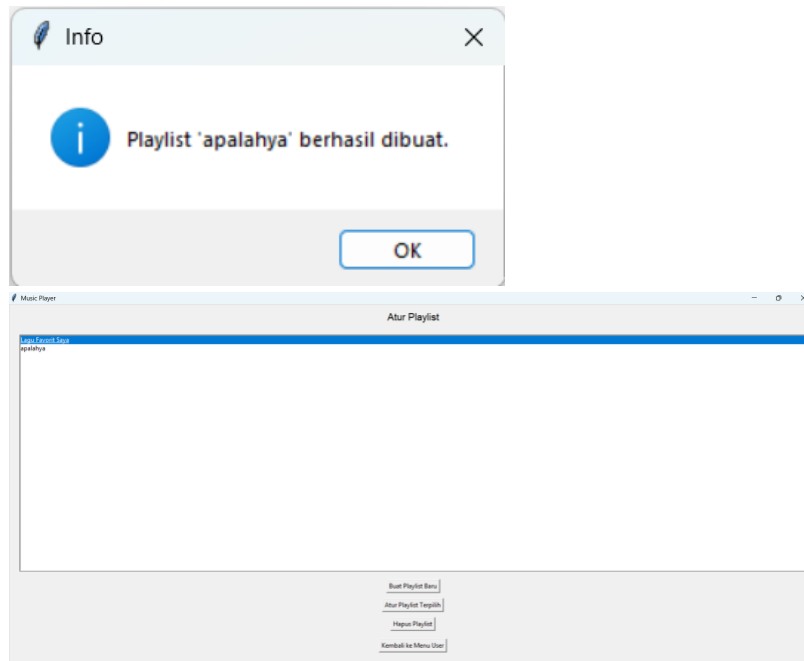 Info
Playlist 'apalahya' berhasil dibuat.
OK
Music Player
Atur Playlist
Lagu Favorit Saya
apalahya
Buat Playlist Baru
Atur Playlist Terpilih
Hapus Playlist
Kembali ke Menu User